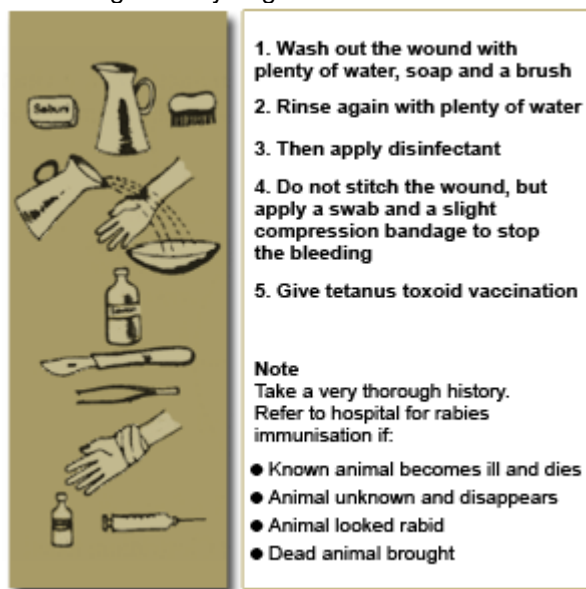 Sabuni
1. Wash out the wound with
plenty of water, soap and a brush
2. Rinse again with plenty of water
3. Then apply disinfectant
4. Do not stitch the wound, but
apply a swab and a slight
compression bandage to stop
the bleeding
5. Give tetanus toxoid vaccination
Note
Take a very thorough history.
Refer to hospital for rabies
immunisation if:
● Known animal becomes ill and dies
● Animal unknown and disappears
● Animal looked rabid
● Dead animal brought